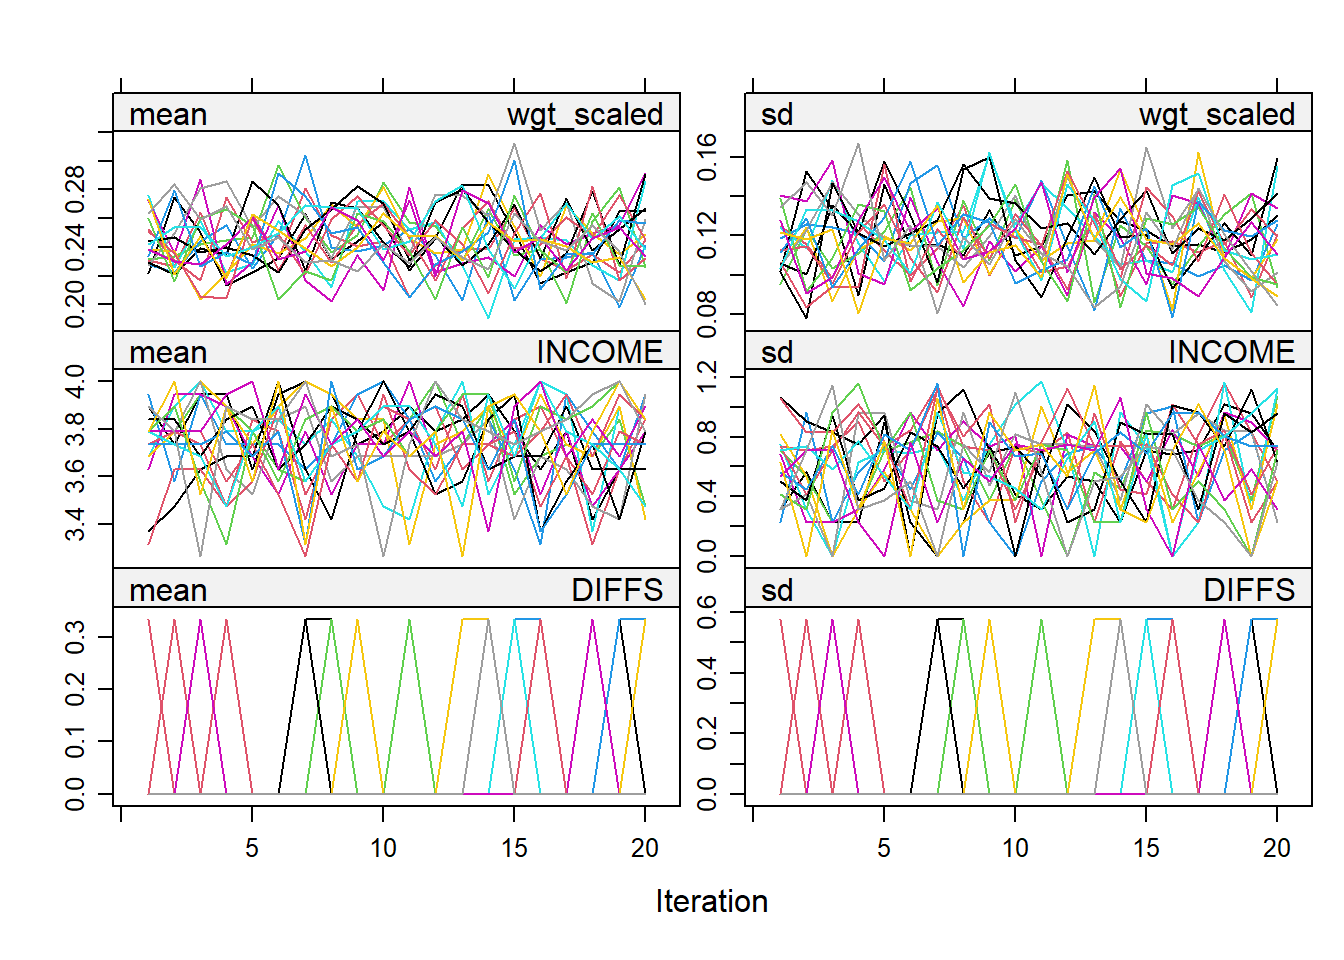 mean wgt_scaled
sd wgt_scaled
0.20 0.24 0.28
0.08 0.12 0.16
mean INCOME
sd INCOME
3.4 3.6 3.8 4.0
0.0 0.4 0.8 1.2
mean DIFFS
sd DIFFS
0.0 0.1 0.2 0.3
0.0 0.2 0.4 0.6
5 10 15 20
5 10 15 20
Iteration